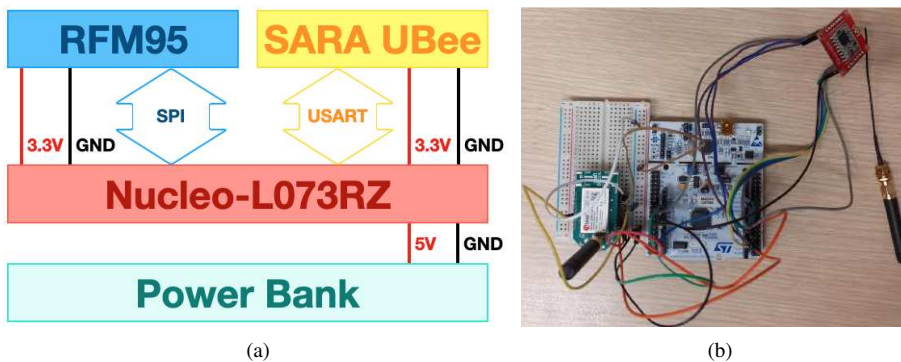 RFM95
SARA UBee
SPI
USART
3.3V
GND
3.3V
GND
Nucleo-L073RZ
5V
GND
Power Bank
(a)
(b)